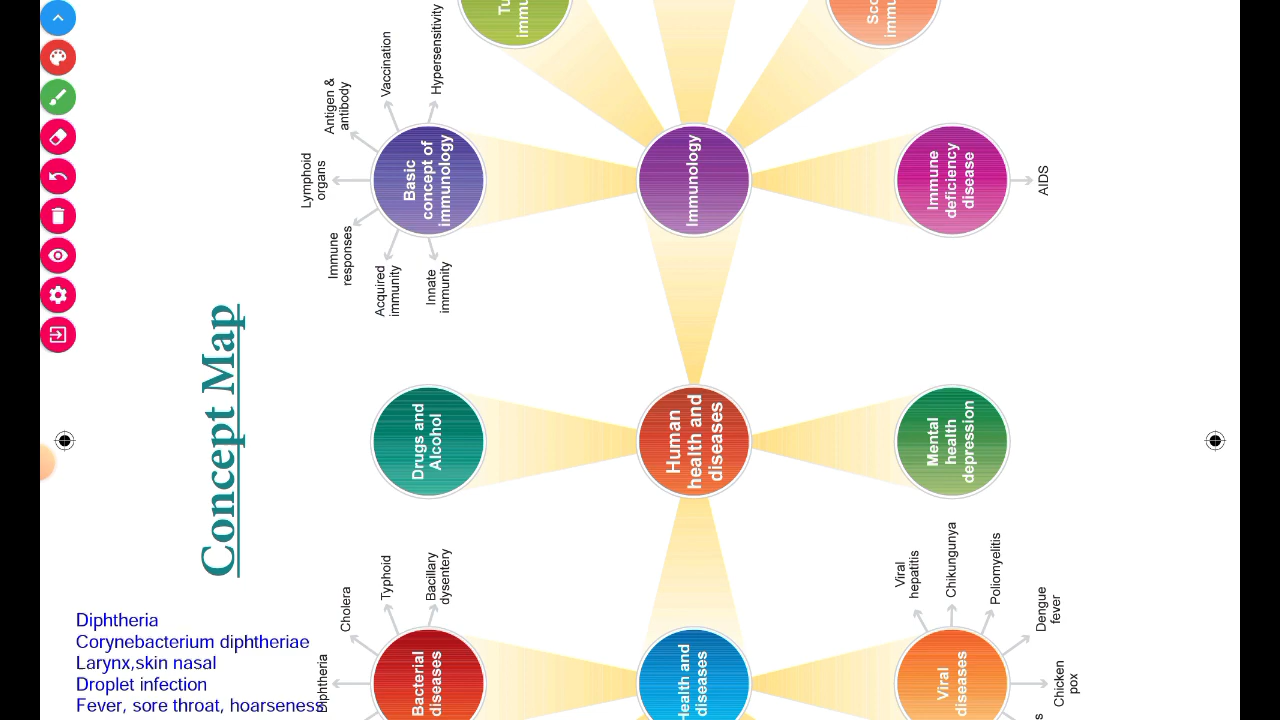 Concept Map
Tu
immu
Sco
immu
Hypersensitivity
Vaccination
Antigen &
antibody
Lymphoid
organs
Immune
responses
Acquired
immunity
Innate
immunity
Basic
concept of
immunology
Immunology
Immune
deficiency
disease
AIDS
Drugs and
Alcohol
Human
health and
diseases
Mental
health
depression
Bacillary
dysentery
Typhoid
Cholera
Diphtheria
Bacterial
diseases
Health and
diseases
Viral
diseases
Viral
hepatitis
Chikungunya
Poliomyelitis
Dengue
fever
Chicken
pox
s
Diphtheria
Corynebacterium diphtheriae
Larynx,skin nasal
Droplet infection
Fever, sore throat, hoarseness